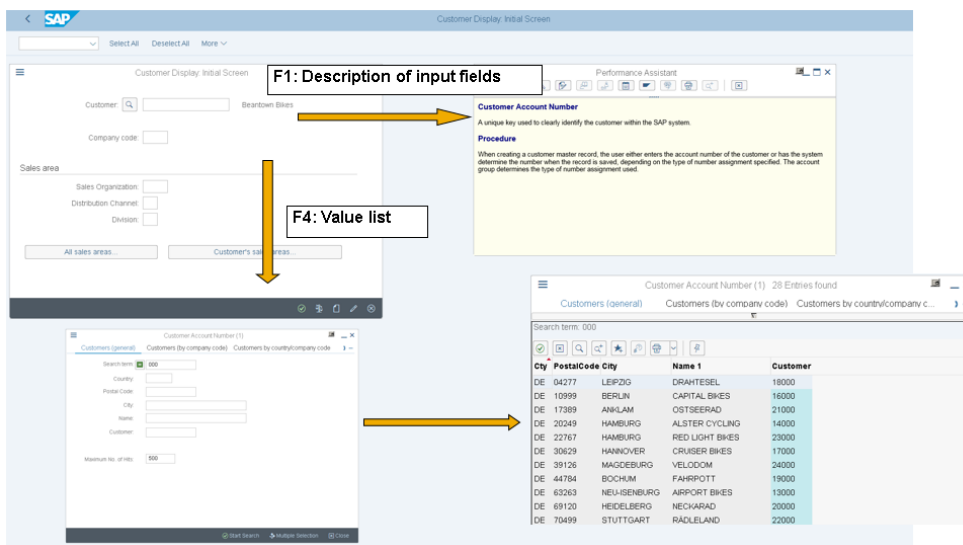 SAP
Customer Display: Initial Screen
Select All Deselect All More
Customer Display: Initial Screen
F1: Description of input fields
Customer: Beantown Bikes
Company code:
Sales area
Sales Organization:
Distribution Channel:
Division:
All sales areas... Customer's sales areas...
F4: Value list
Performance Assistant
Customer Account Number
A unique key used to clearly identify the customer within the SAP system.
Procedure
When creating a customer master record, the user either enters the account number of the customer or has the system
determine the number when the record is saved, depending on the type of number assignment specified. The account
group determines the type of number assignment used.
Customer Account Number (1)
Customers (general) Customers (by company code) Customers by country/company code
Search term: 000
Country:
Postal Code:
City:
Name:
Customer:
Maximum No. of Hits: 500
Start Search Multiple Selection Close
Customer Account Number (1) 28 Entries found
Customers (general) Customers (by company code) Customers by country/company c...
Search term: 000
Cty PostalCode City Name 1 Customer
DE 04277 LEIPZIG DRAHTESEL 18000
DE 10999 BERLIN CAPITAL BIKES 16000
DE 17389 ANKLAM OSTSEERAD 21000
DE 20249 HAMBURG ALSTER CYCLING 14000
DE 22767 HAMBURG RED LIGHT BIKES 23000
DE 30629 HANNOVER CRUISER BIKES 17000
DE 39126 MAGDEBURG VELODOM 24000
DE 44784 BOCHUM FAHRPOTT 19000
DE 63263 NEU-ISENBURG AIRPORT BIKES 13000
DE 69120 HEIDELBERG NECKARAD 20000
DE 70499 STUTTGART RÄDLELAND 22000